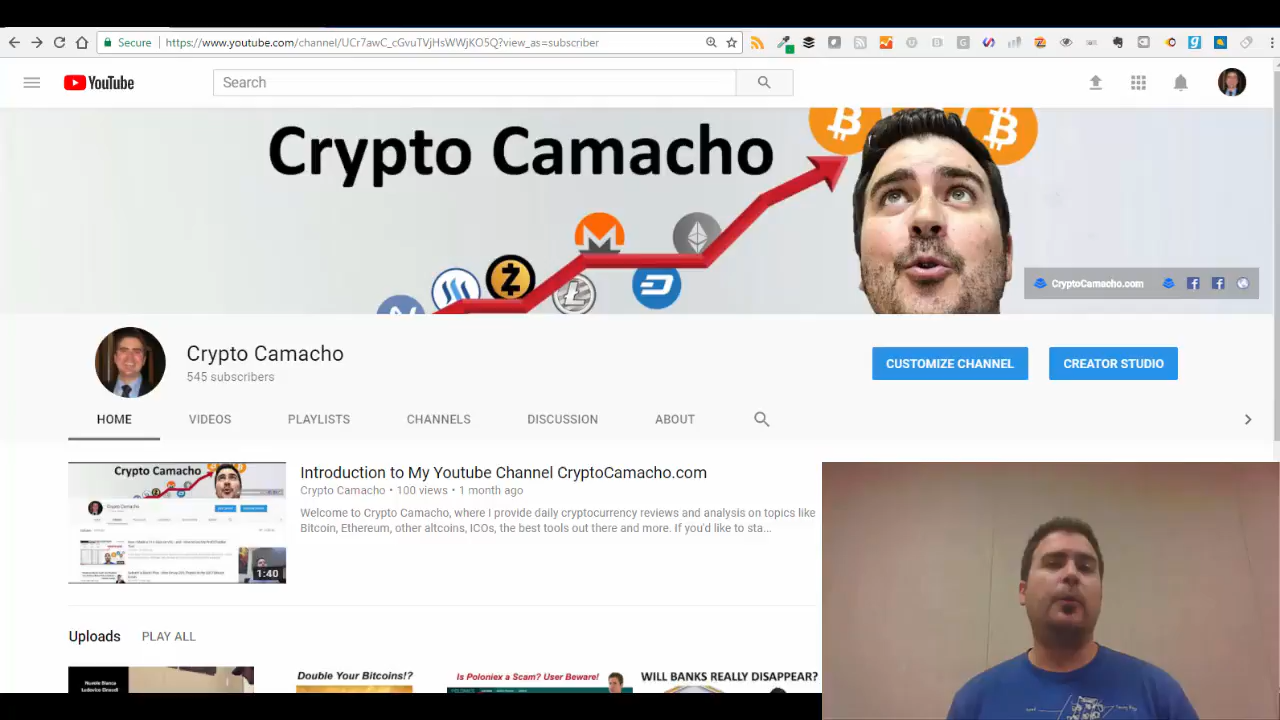 Secure
https://www.youtube.com/channel/UCr7awC_cGvuTVjHsWWjKO5Q?view_as=subscriber
YouTube
Search
Crypto Camacho
CryptoCamacho.com
Crypto Camacho
545 subscribers
CUSTOMIZE CHANNEL
CREATOR STUDIO
HOME VIDEOS PLAYLISTS CHANNELS DISCUSSION ABOUT
Crypto Camacho
1:40
Introduction to My Youtube Channel CryptoCamacho.com
Crypto Camacho • 100 views • 1 month ago
Welcome to Crypto Camacho, where I provide daily cryptocurrency reviews and analysis on topics like
Bitcoin, Ethereum, other altcoins, ICOs, the best tools out there and more. If you'd like to sta...
Uploads PLAY ALL
Double Your Bitcoins!?
Is Poloniex a Scam? User Beware!
WILL BANKS REALLY DISAPPEAR?